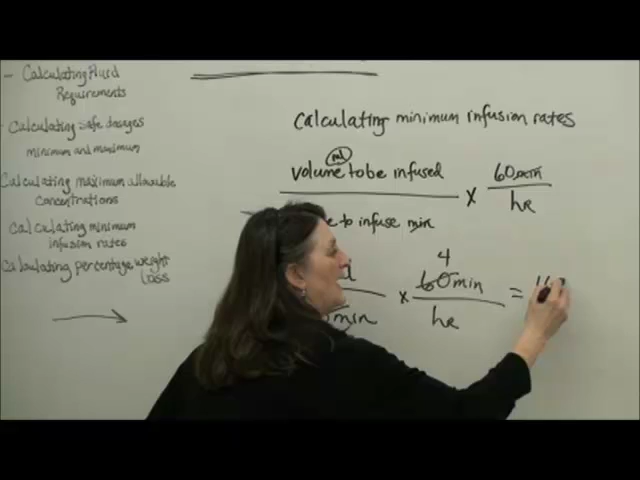 - Calculating Fluid
Requirements
Calculating safe dosages
minimum and maximum
Calculating maximum allowable
concentrations
Calculating minimum
infusion rates
Calculating percentage weight
loss
Calculating minimum infusion rates
ml
volume to be infused
60 min
x
hr
to infuse min
4
60 min
x =
min hr